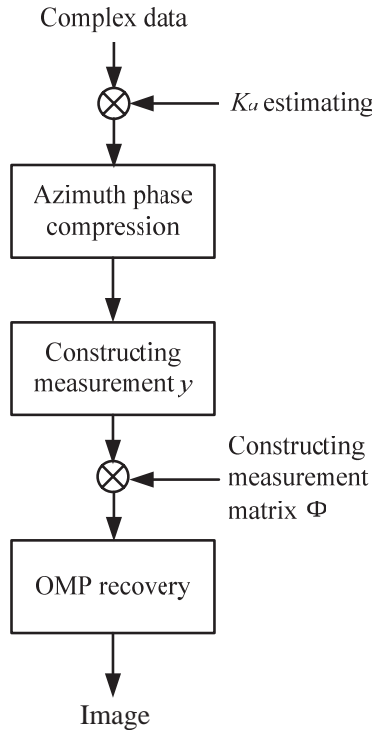 Complex data
Ka estimating
Azimuth phase
compression
Constructing
measurement y
Constructing
measurement
matrix Φ
OMP recovery
Image